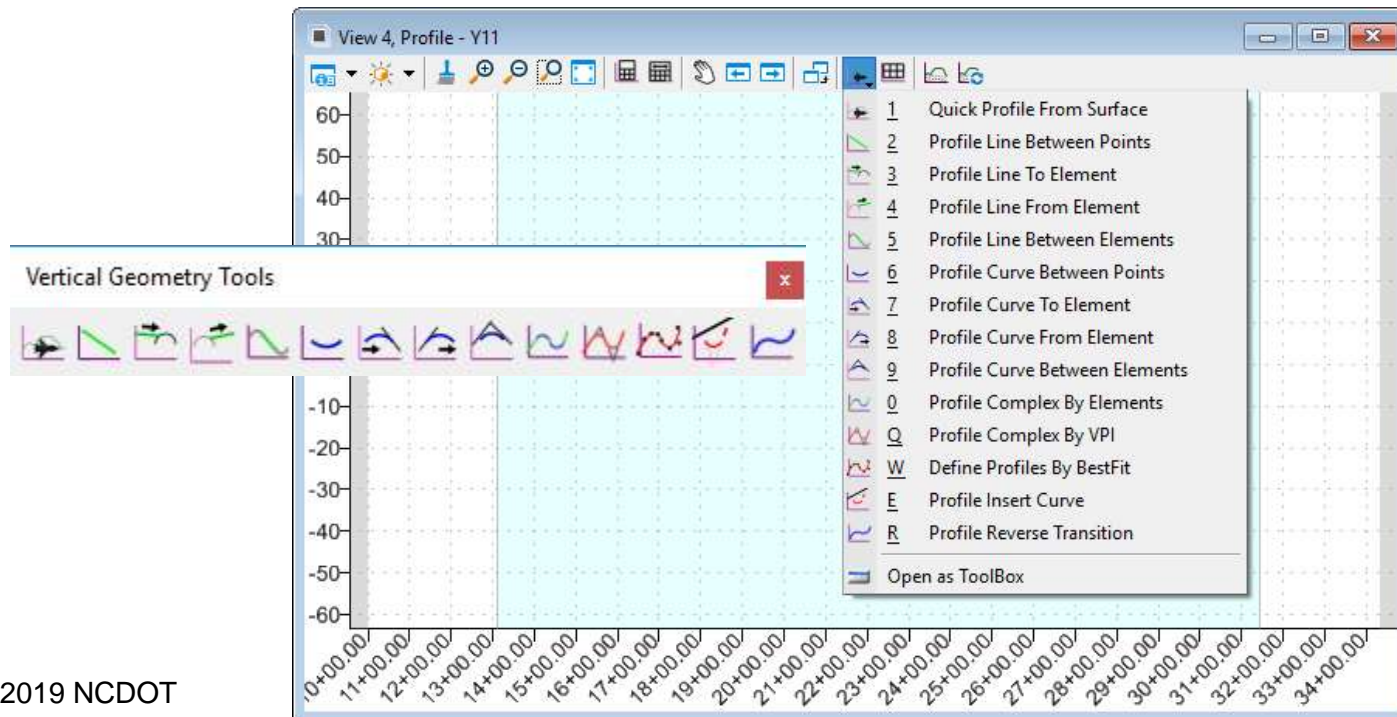 View 4, Profile - Y11
60
50
40
30
-10
-20
-30
-40
-50
-60
1 Quick Profile From Surface
2 Profile Line Between Points
3 Profile Line To Element
4 Profile Line From Element
5 Profile Line Between Elements
6 Profile Curve Between Points
7 Profile Curve To Element
8 Profile Curve From Element
9 Profile Curve Between Elements
0 Profile Complex By Elements
Q Profile Complex By VPI
W Define Profiles By BestFit
E Profile Insert Curve
R Profile Reverse Transition
Open as ToolBox
Vertical Geometry Tools
x
11+00.00
12+00.00
13+00.00
14+00.00
15+00.00
16+00.00
17+00.00
18+00.00
19+00.00
20+00.00
21+00.00
22+00.00
23+00.00
24+00.00
25+00.00
26+00.00
27+00.00
28+00.00
29+00.00
30+00.00
31+00.00
32+00.00
33+00.00
34+00.00
2019 NCDOT